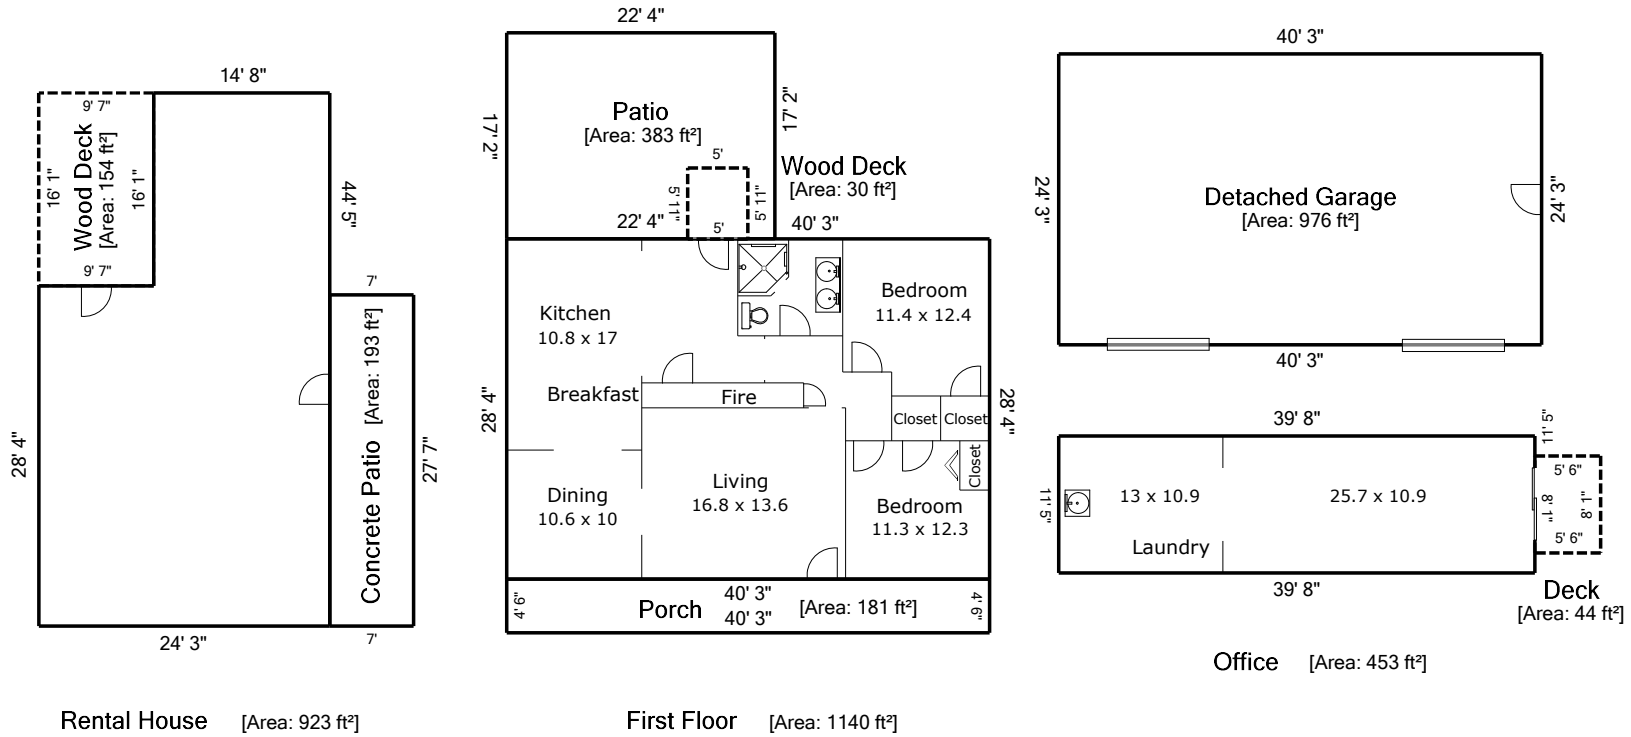 14' 8"
9' 7"
Wood Deck
[Area: 154 ft²]
16' 1"
16' 1"
9' 7"
44' 5"
7'
28' 4"
Concrete Patio [Area: 193 ft²]
27' 7"
24' 3"
7'
Rental House [Area: 923 ft²]
22' 4"
17' 2"
Patio
[Area: 383 ft²]
17' 2"
5'
Wood Deck
[Area: 30 ft²]
5' 11"
5' 11"
22' 4"
5'
40' 3"
Kitchen
10.8 x 17
Bedroom
11.4 x 12.4
Breakfast
Fire
Closet
Closet
28' 4"
28' 4"
Closet
Dining
10.6 x 10
Living
16.8 x 13.6
Bedroom
11.3 x 12.3
4' 6"
Porch
40' 3"
40' 3"
[Area: 181 ft²]
4' 6"
First Floor [Area: 1140 ft²]
40' 3"
24' 3"
Detached Garage
[Area: 976 ft²]
24' 3"
40' 3"
39' 8"
11' 5"
11' 5"
13 x 10.9
25.7 x 10.9
5' 6"
8' 1"
8' 1"
5' 6"
Laundry
39' 8"
Deck
[Area: 44 ft²]
Office [Area: 453 ft²]